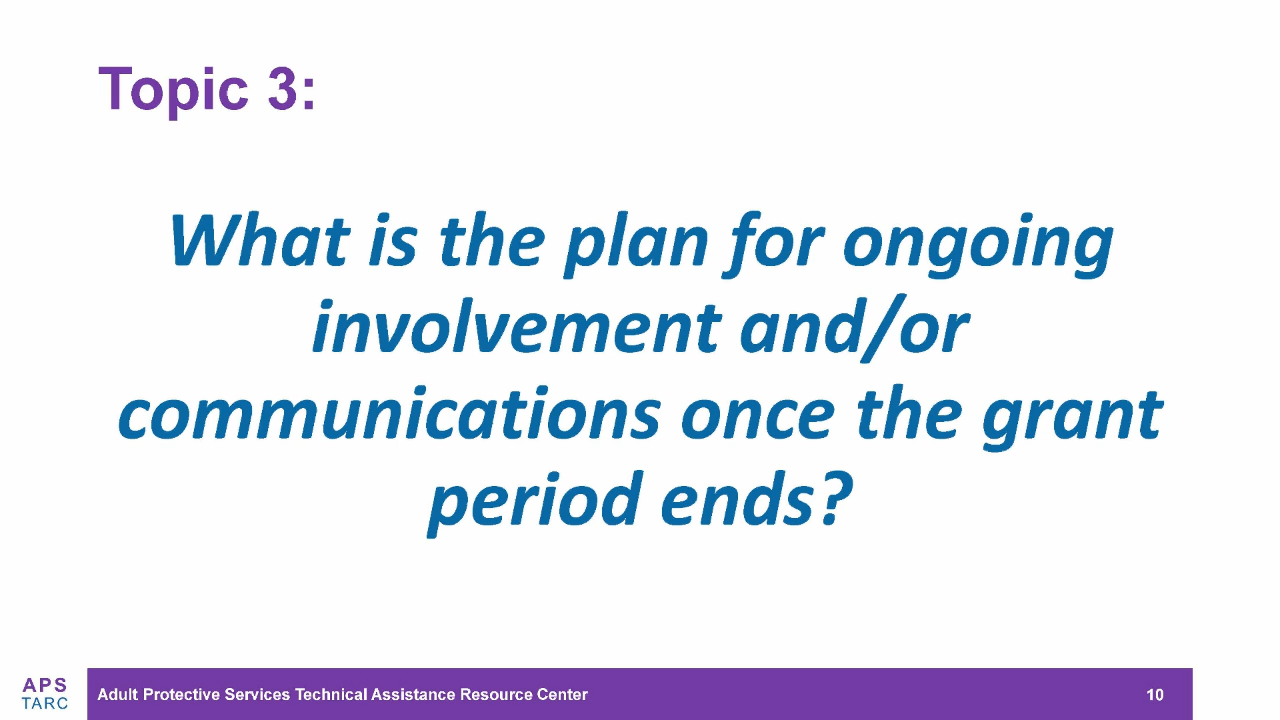 Topic 3:
What is the plan for ongoing
involvement and/or
communications once the grant
period ends?
APS
TARC
Adult Protective Services Technical Assistance Resource Center
10